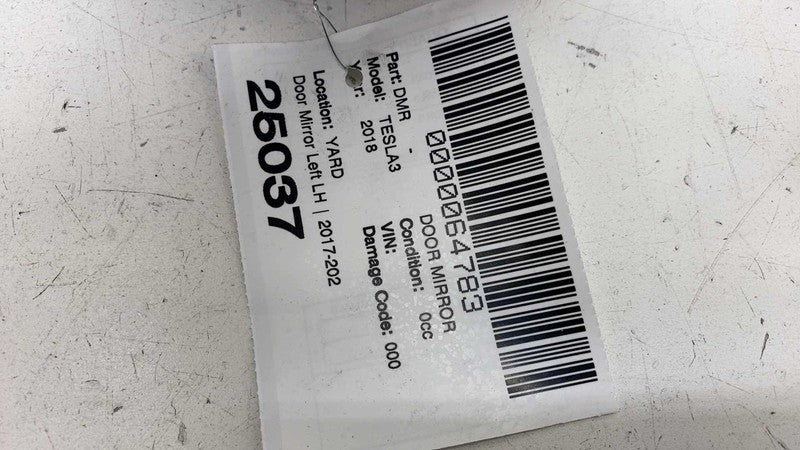 0000064783
Part: DMR - DOOR MIRROR
Model: TESLA3 Condition: 0cc
Year: 2018 VIN:
Damage Code: 000
Location: YARD
Door Mirror Left LH | 2017-202
25037